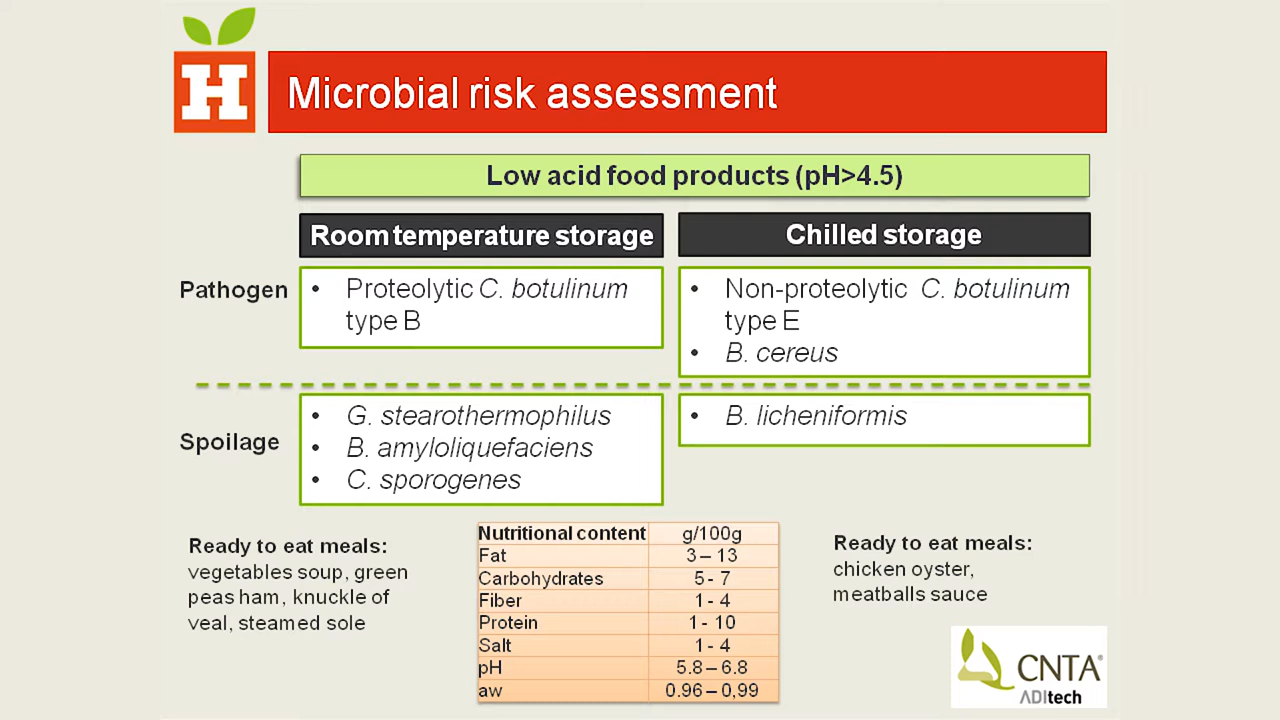 H
Microbial risk assessment
Low acid food products (pH>4.5)
Room temperature storage
Chilled storage
Pathogen
• Proteolytic C. botulinum
type B
• Non-proteolytic C. botulinum
type E
• B. cereus
Spoilage
• G. stearothermophilus
• B. amyloliquefaciens
• C. sporogenes
• B. licheniformis
Ready to eat meals:
vegetables soup, green
peas ham, knuckle of
veal, steamed sole
Nutritional content g/100g
Fat 3 – 13
Carbohydrates 5 - 7
Fiber 1 - 4
Protein 1 - 10
Salt 1 - 4
pH 5.8 – 6.8
aw 0.96 – 0,99
Ready to eat meals:
chicken oyster,
meatballs sauce
CNTA®
ADItech